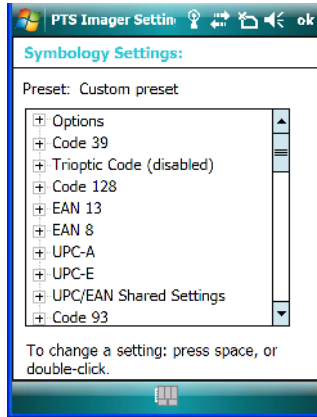 PTS Imager Settin
ok
Symbology Settings:
Preset: Custom preset
Options
Code 39
Trioptic Code (disabled)
Code 128
EAN 13
EAN 8
UPC-A
UPC-E
UPC/EAN Shared Settings
Code 93
To change a setting: press space, or
double-click.